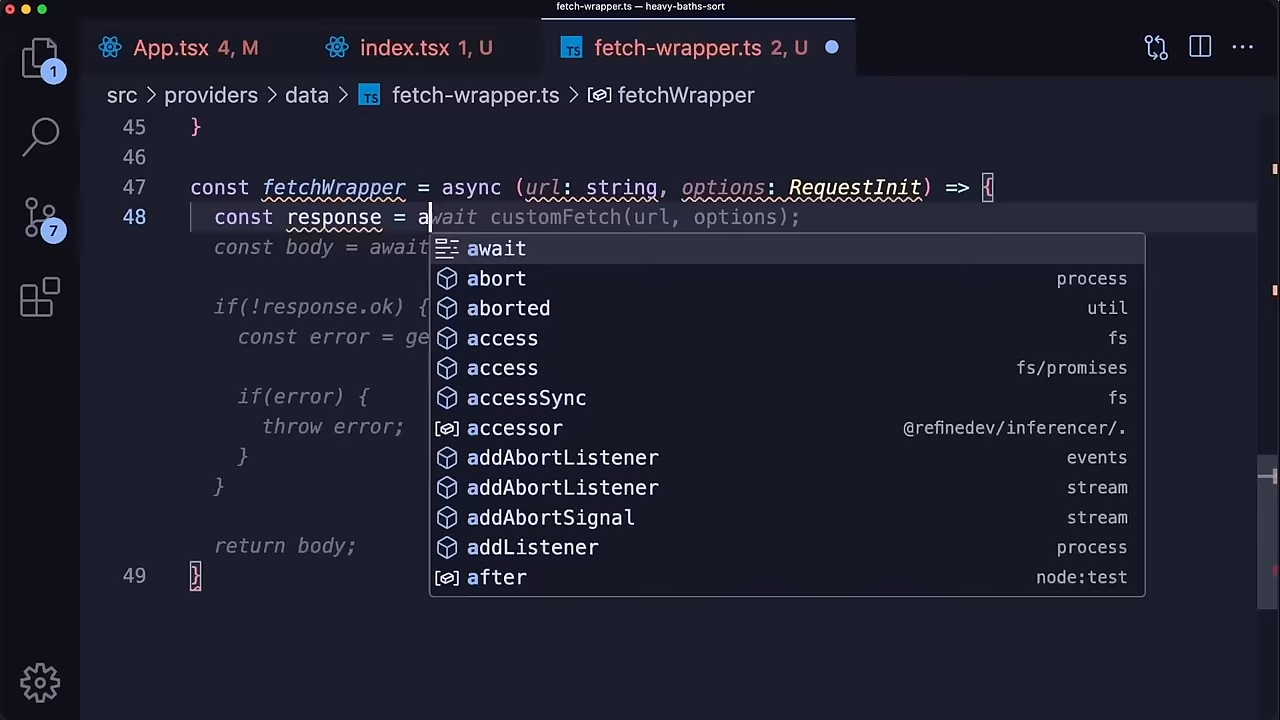 fetch-wrapper.ts — heavy-baths-sort
App.tsx 4, M
index.tsx 1, U
TS fetch-wrapper.ts 2, U
1
src > providers > data > TS fetch-wrapper.ts > fetchWrapper
45 }
46
47 const fetchWrapper = async (url: string, options: RequestInit) => {
48 const response = await customFetch(url, options);
const body = await
await
abort process
aborted util
if(!response.ok) {
access fs
const error = ge
access fs/promises
accessSync fs
if(error) {
accessor @refinedev/inferencer/.
throw error;
addAbortListener events
}
addAbortListener stream
}
addAbortSignal stream
return body;
addListener process
after node:test
49 }
7